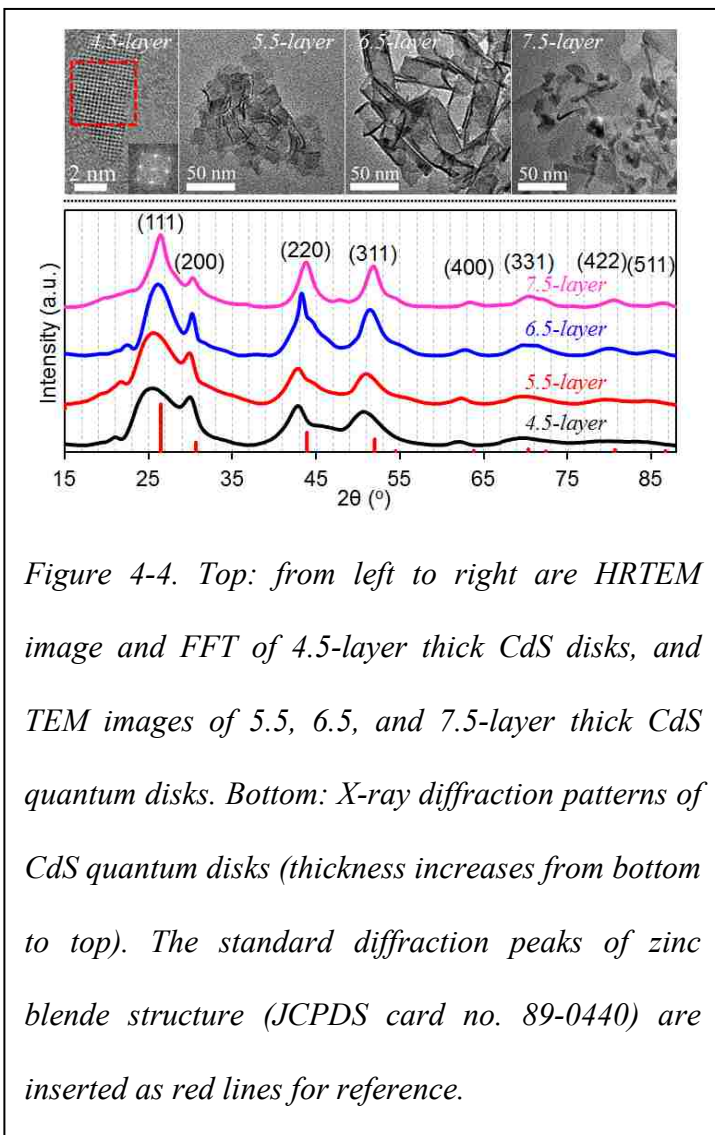 4.5-layer 5.5-layer 6.5-layer 7.5-layer
2 nm 50 nm 50 nm 50 nm
(111)
(200)
(220)
(311)
(400)
(331)
(422)
(511)
7.5-layer
6.5-layer
5.5-layer
4.5-layer
Intensity (a.u.)
15 25 35 45 55 65 75 85
2θ (°)
Figure 4-4. Top: from left to right are HRTEM
image and FFT of 4.5-layer thick CdS disks, and
TEM images of 5.5, 6.5, and 7.5-layer thick CdS
quantum disks. Bottom: X-ray diffraction patterns of
CdS quantum disks (thickness increases from bottom
to top). The standard diffraction peaks of zinc
blende structure (JCPDS card no. 89-0440) are
inserted as red lines for reference.